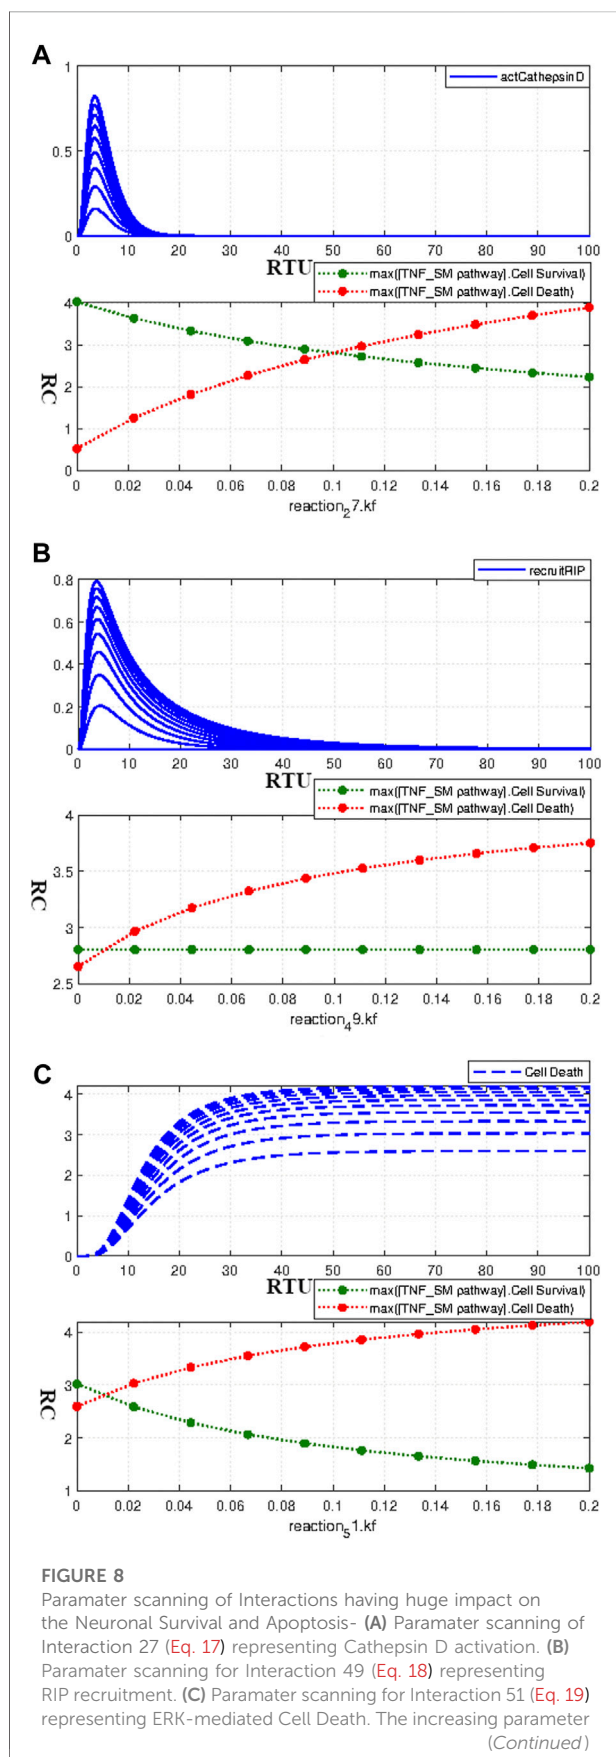 A
actCathepsinD
1
0.5
0
0 10 20 30 40 50 60 70 80 90 100
RTU
max([TNF_SM pathway].Cell Survival)
max([TNF_SM pathway].Cell Death)
4
3
2
1
0
RC
0 0.02 0.04 0.06 0.08 0.1 0.12 0.14 0.16 0.18 0.2
reaction27.kf
B
recruitRIP
0.8
0.6
0.4
0.2
0
0 10 20 30 40 50 60 70 80 90 100
RTU
max([TNF_SM pathway].Cell Survival)
max([TNF_SM pathway].Cell Death)
4
3.5
3
2.5
RC
0 0.02 0.04 0.06 0.08 0.1 0.12 0.14 0.16 0.18 0.2
reaction49.kf
C
Cell Death
4
3
2
1
0
0 10 20 30 40 50 60 70 80 90 100
RTU
max([TNF_SM pathway].Cell Survival)
max([TNF_SM pathway].Cell Death)
4
3
2
1
RC
0 0.02 0.04 0.06 0.08 0.1 0.12 0.14 0.16 0.18 0.2
reaction51.kf
FIGURE 8
Paramater scanning of Interactions having huge impact on
the Neuronal Survival and Apoptosis- (A) Paramater scanning of
Interaction 27 (Eq. 17) representing Cathepsin D activation. (B)
Paramater scanning for Interaction 49 (Eq. 18) representing
RIP recruitment. (C) Paramater scanning for Interaction 51 (Eq. 19)
representing ERK-mediated Cell Death. The increasing parameter
(Continued)